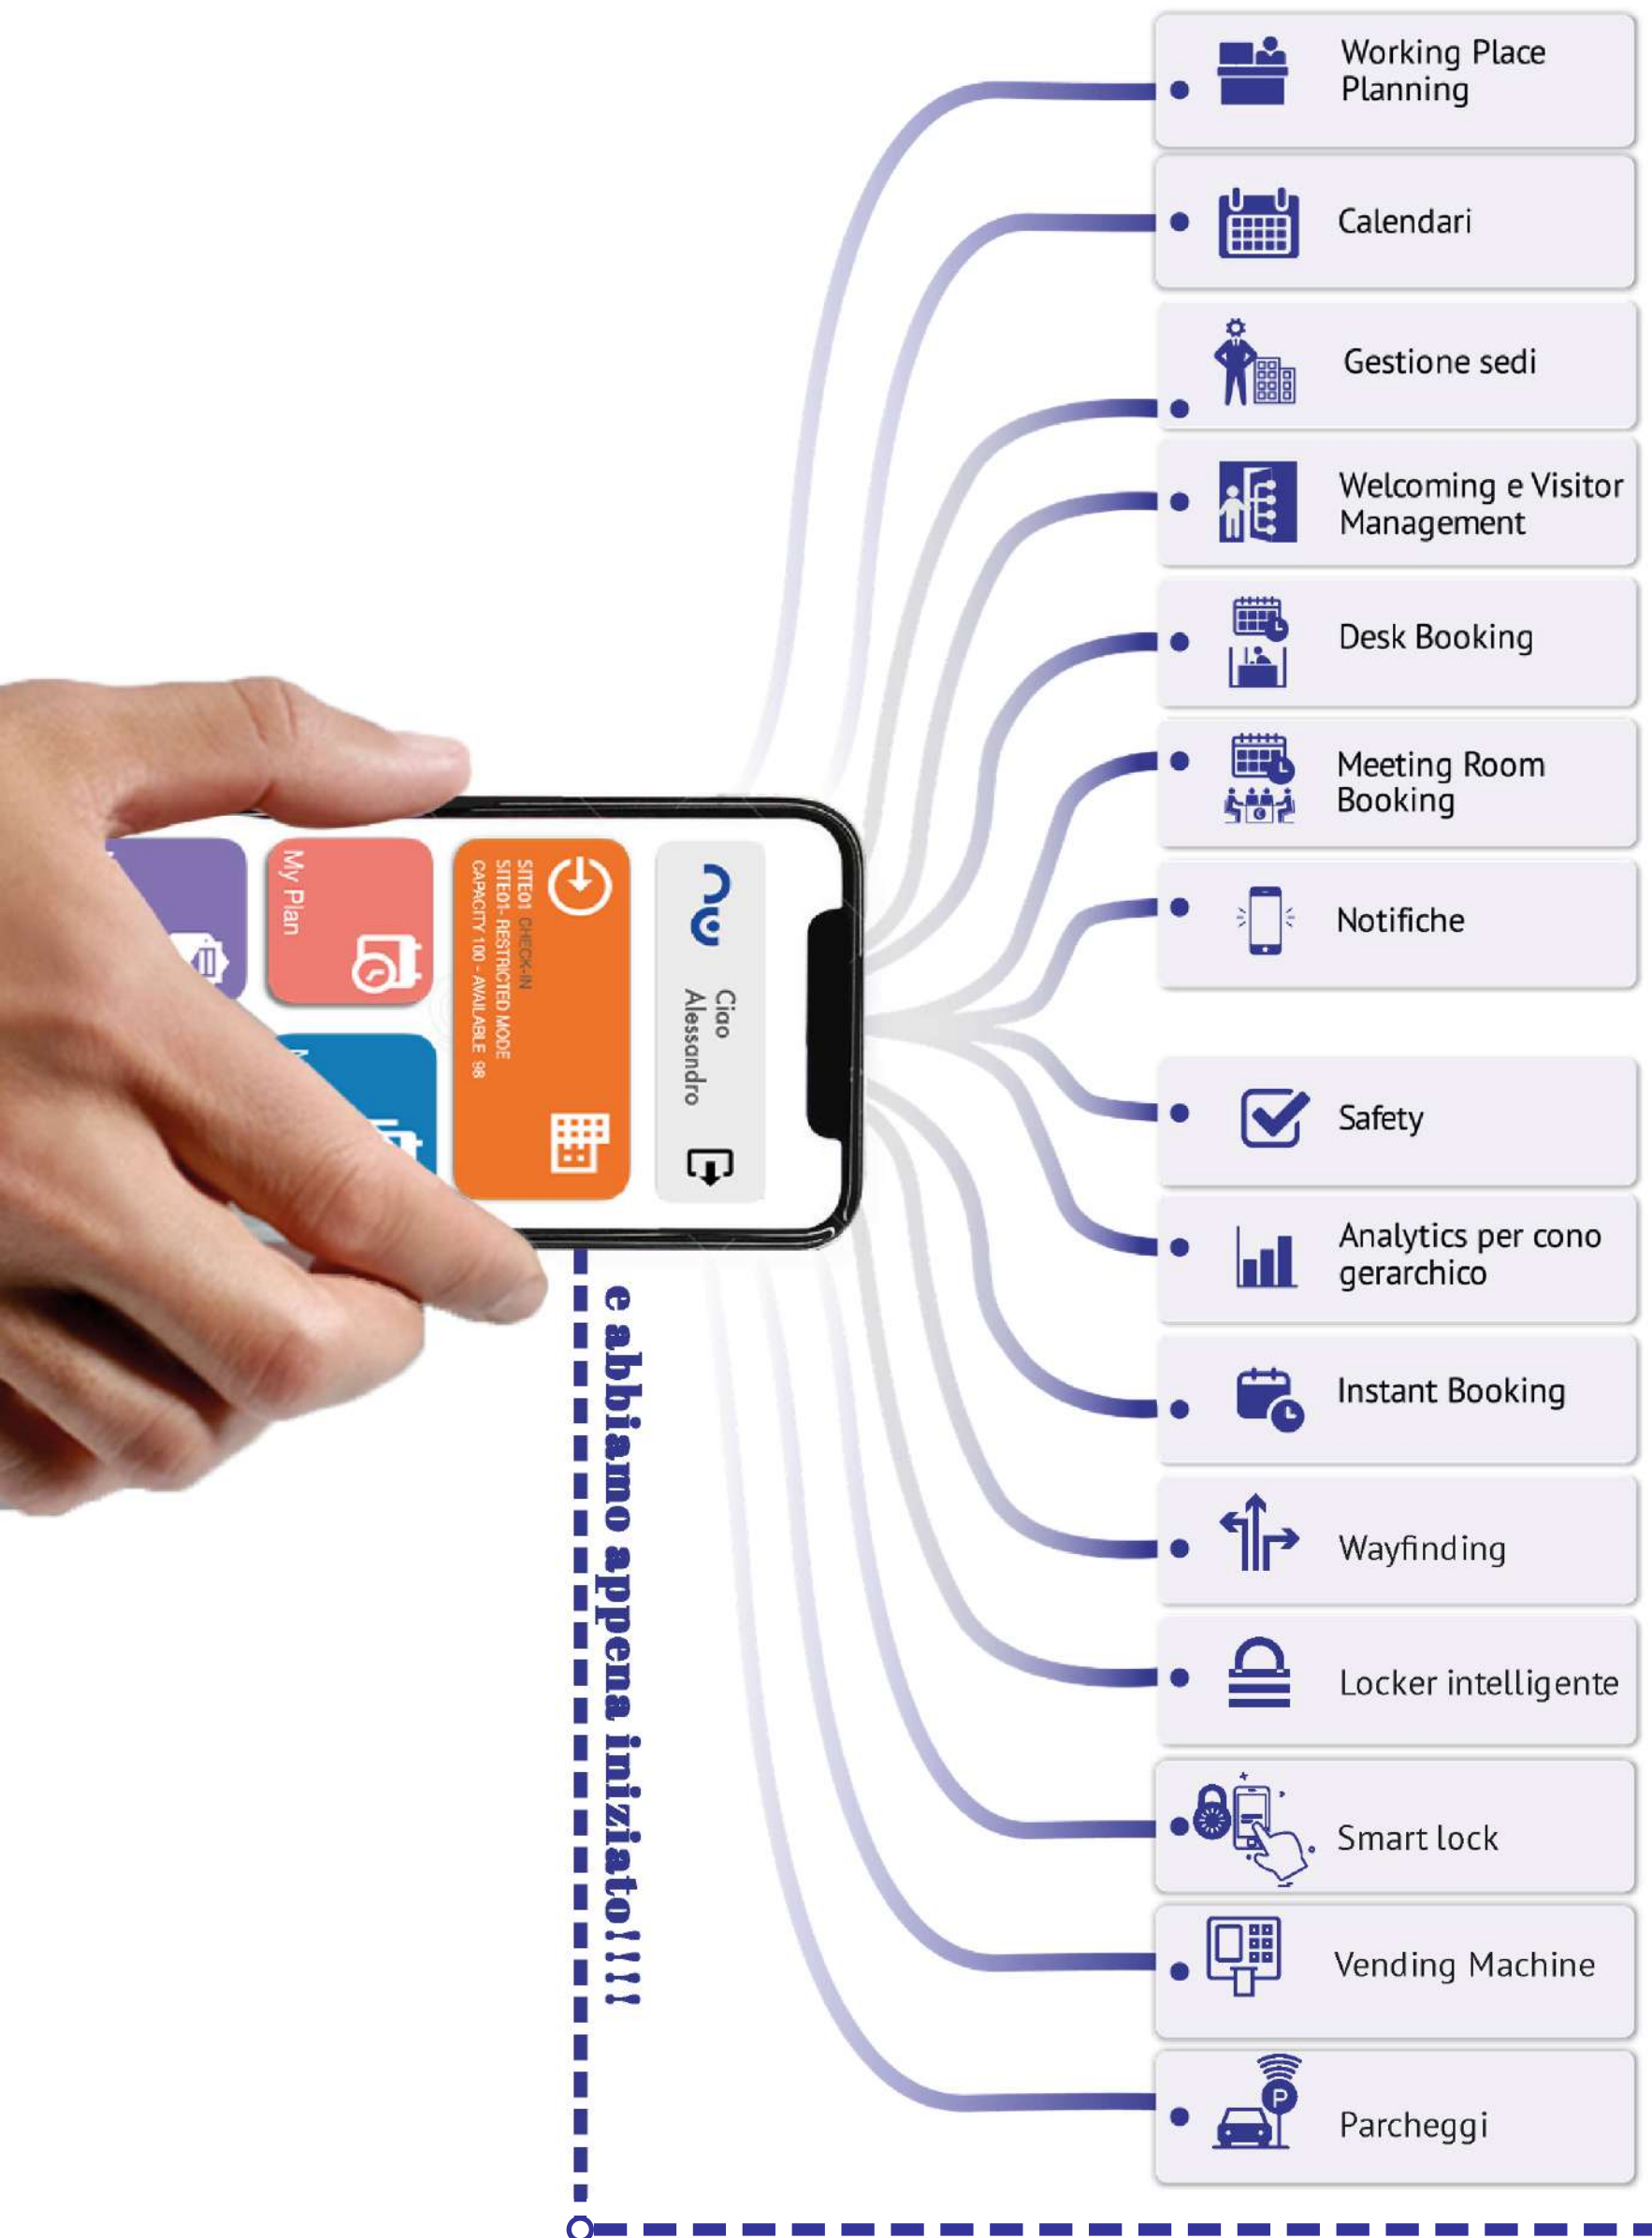 Working Place
Planning
Calendari
Gestione sedi
Welcoming e Visitor
Management
Desk Booking
Meeting Room
Booking
Notifiche
Safety
Analytics per cono
gerarchico
Instant Booking
Wayfinding
Locker intelligente
Smart lock
Vending Machine
P
Parcheggi
Ciao
Alessandro
SITE01 CHECK-IN
SITE01- RESTRICTED MODE
CAPACITY 100 - AVAILABLE 98
My Plan
e abbiamo appena iniziato!!!!